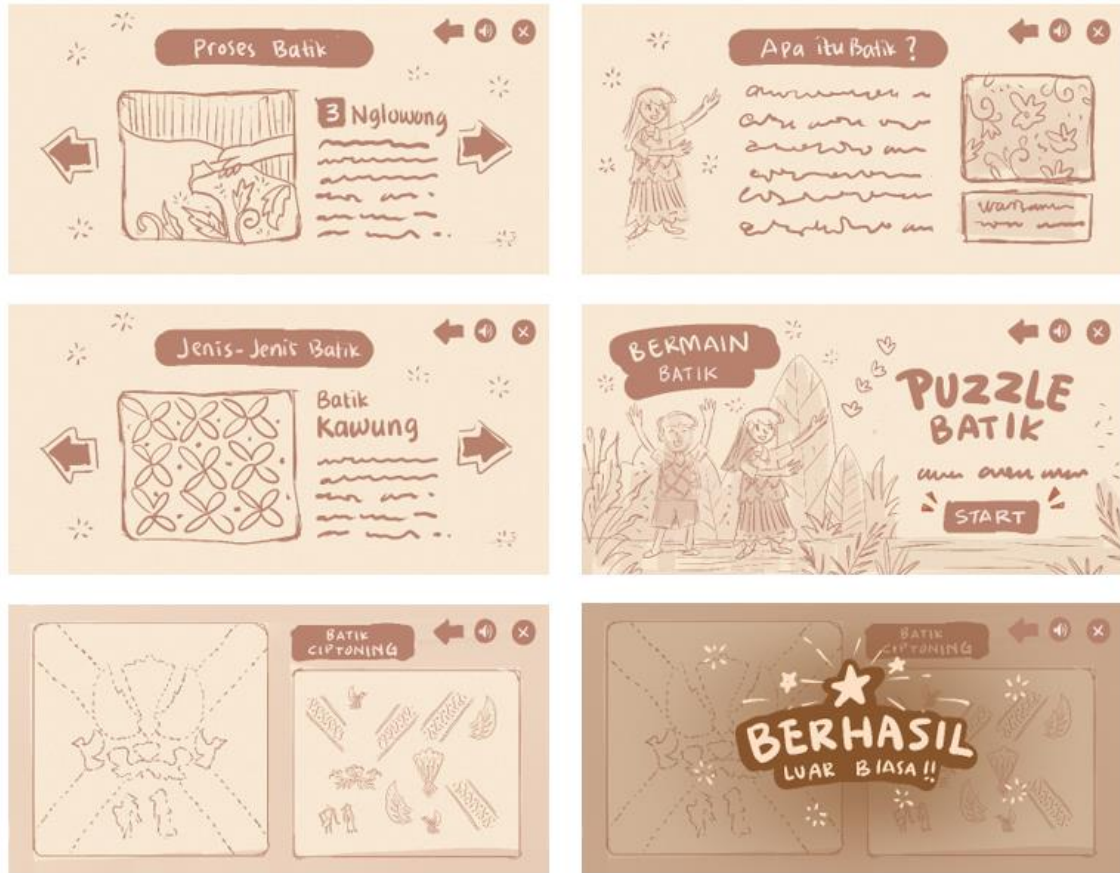 Proses Batik
3 Nglowong
Apa itu Batik?
Jenis-Jenis Batik
Batik
Kawung
BERMAIN
BATIK
PUZZLE
BATIK
START
BATIK
CIPTONING
BATIK
CIPTONING
BERHASIL
LUAR BIASA!!